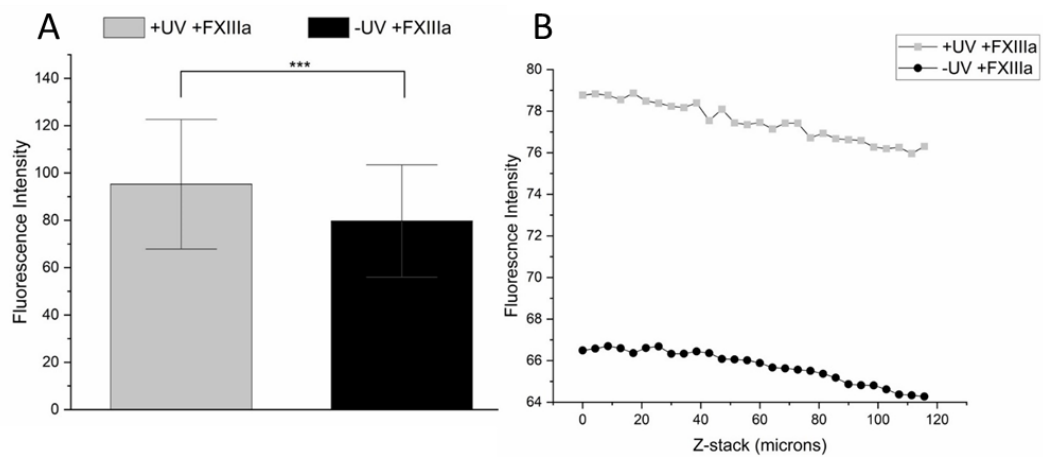 A
+UV +FXIIIa
-UV +FXIIIa
***
Fluorescence Intensity
140
120
100
80
60
40
20
0
B
+UV +FXIIIa
-UV +FXIIIa
Fluorescnce Intensity
80
78
76
74
72
70
68
66
64
0
20
40
60
80
100
120
Z-stack (microns)